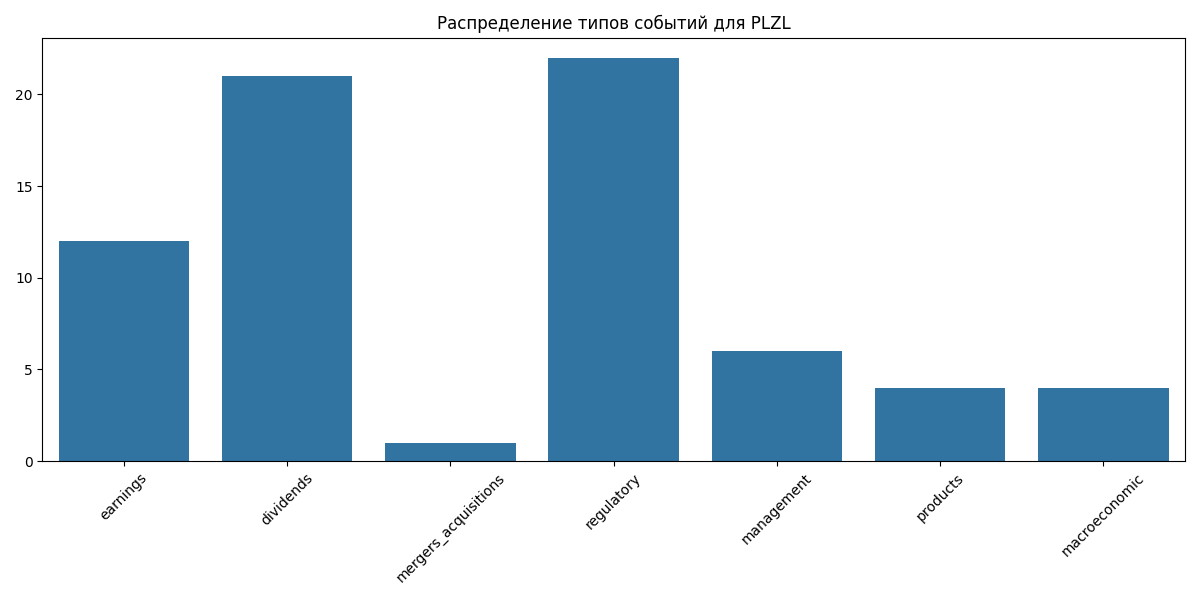 Распределение типов событий для PLZL
20
15
10
5
0
earnings
dividends
mergers_acquisitions
regulatory
management
products
macroeconomic